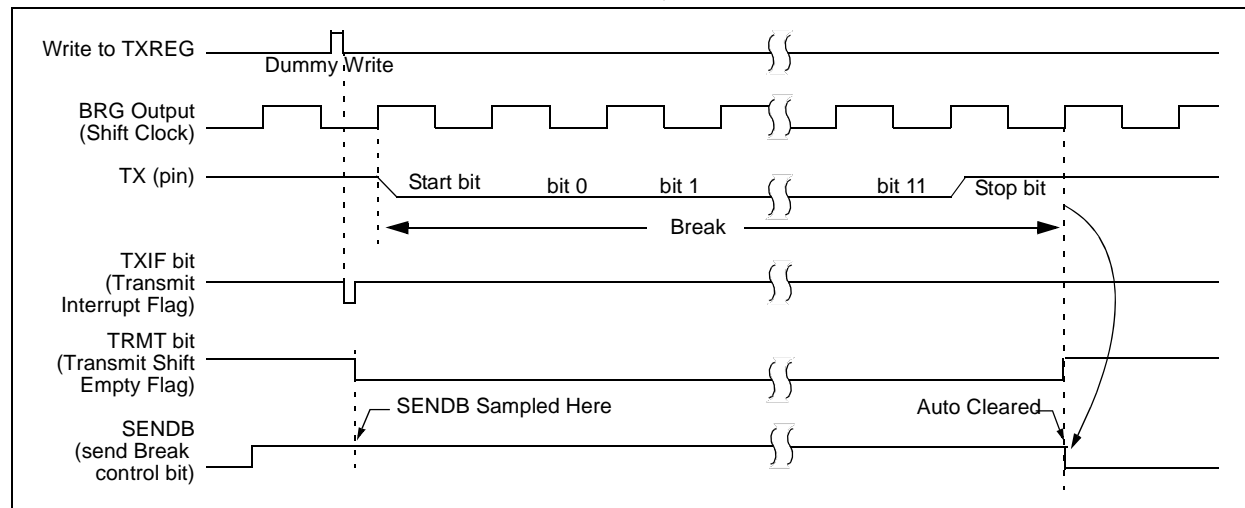 Write to TXREG
Dummy Write
BRG Output
(Shift Clock)
TX (pin)
Start bit
bit 0
bit 1
bit 11
Stop bit
Break
TXIF bit
(Transmit
Interrupt Flag)
TRMT bit
(Transmit Shift
Empty Flag)
SENDB Sampled Here
Auto Cleared
SENDB
(send Break
control bit)